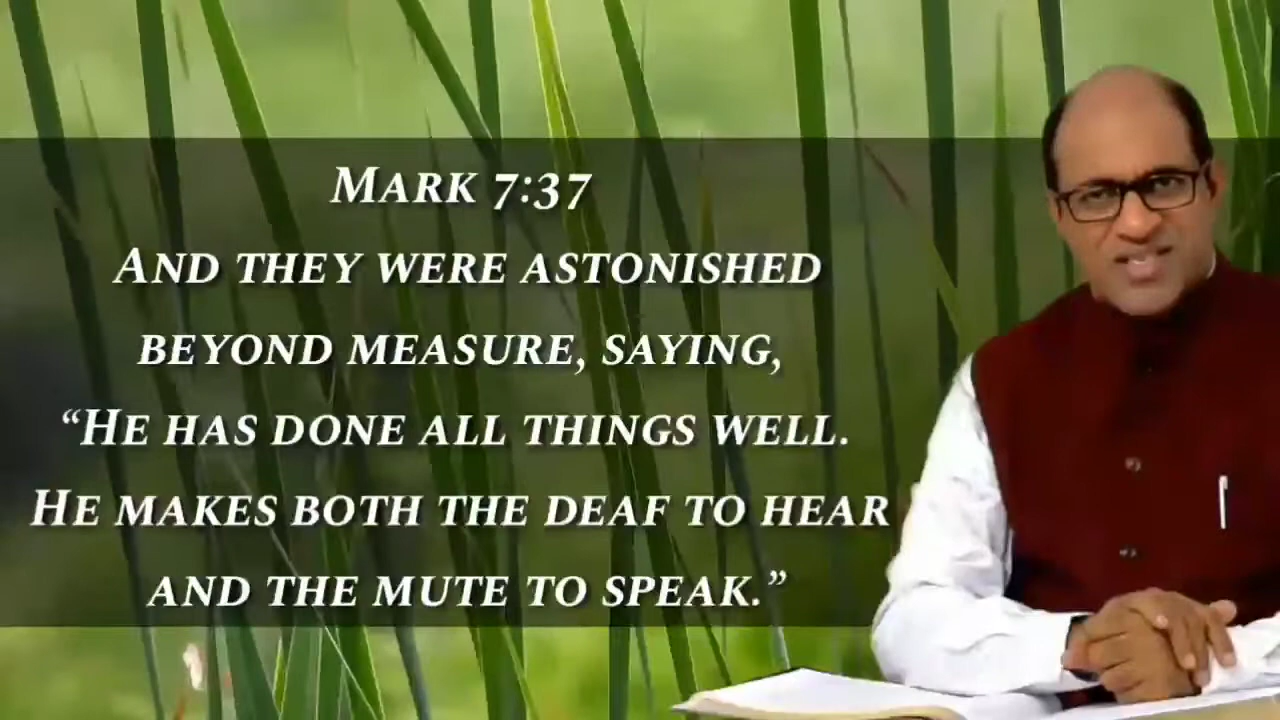 Mark 7:37
And they were astonished
beyond measure, saying,
“He has done all things well.
He makes both the deaf to hear
and the mute to speak.”